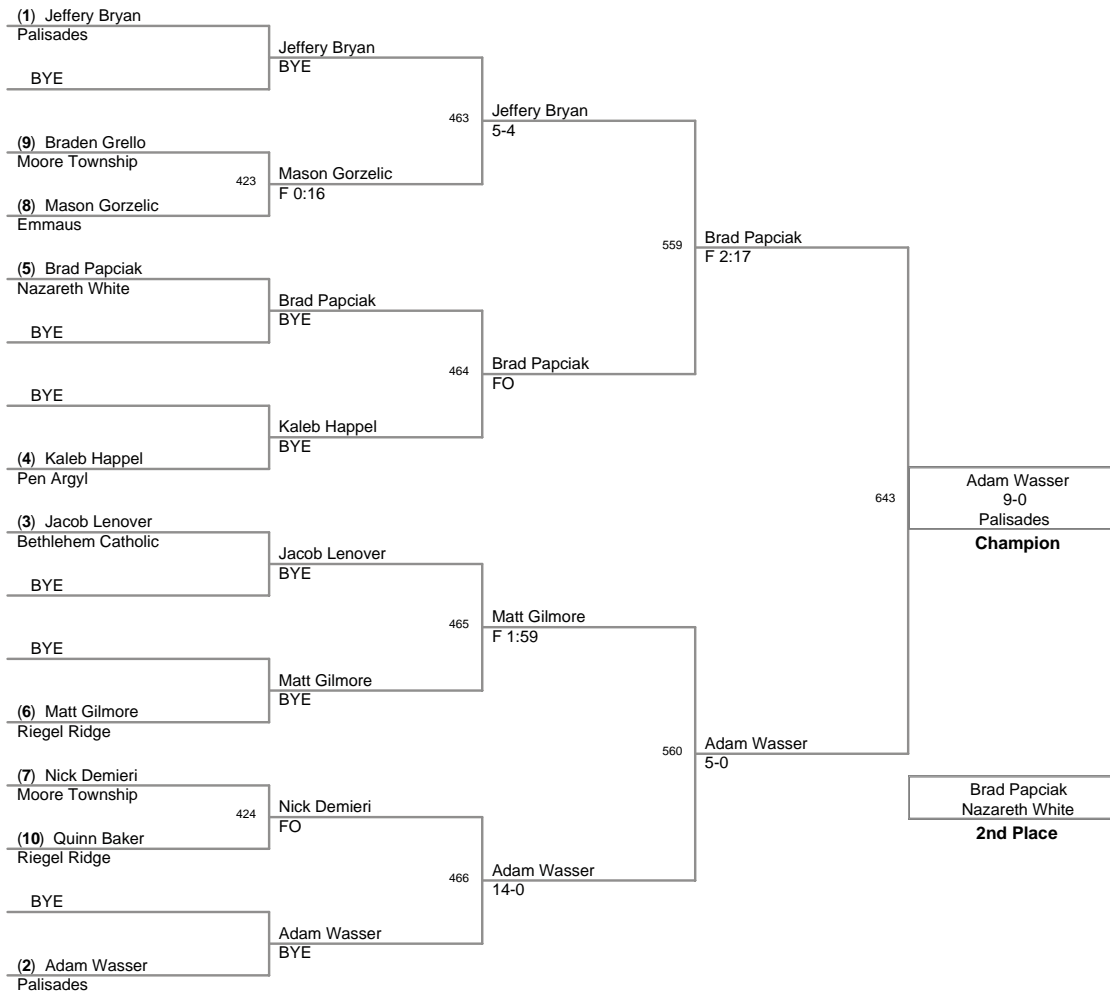 (1) Jeffery Bryan
Palisades
BYE
(9) Braden Grello
Moore Township
(8) Mason Gorzelic
Emmaus
(5) Brad Papciak
Nazareth White
BYE
BYE
(4) Kaleb Happel
Pen Argyl
(3) Jacob Lenover
Bethlehem Catholic
BYE
BYE
(6) Matt Gilmore
Riegel Ridge
(7) Nick Demieri
Moore Township
(10) Quinn Baker
Riegel Ridge
BYE
(2) Adam Wasser
Palisades
Jeffery Bryan
BYE
423
Mason Gorzelic
F 0:16
Brad Papciak
BYE
Kaleb Happel
BYE
Jacob Lenover
BYE
Matt Gilmore
BYE
424
Nick Demieri
FO
Adam Wasser
BYE
463
Jeffery Bryan
5-4
464
Brad Papciak
FO
465
Matt Gilmore
F 1:59
466
Adam Wasser
14-0
559
Brad Papciak
F 2:17
560
Adam Wasser
5-0
643
Adam Wasser
9-0
Palisades
Champion
Brad Papciak
Nazareth White
2nd Place